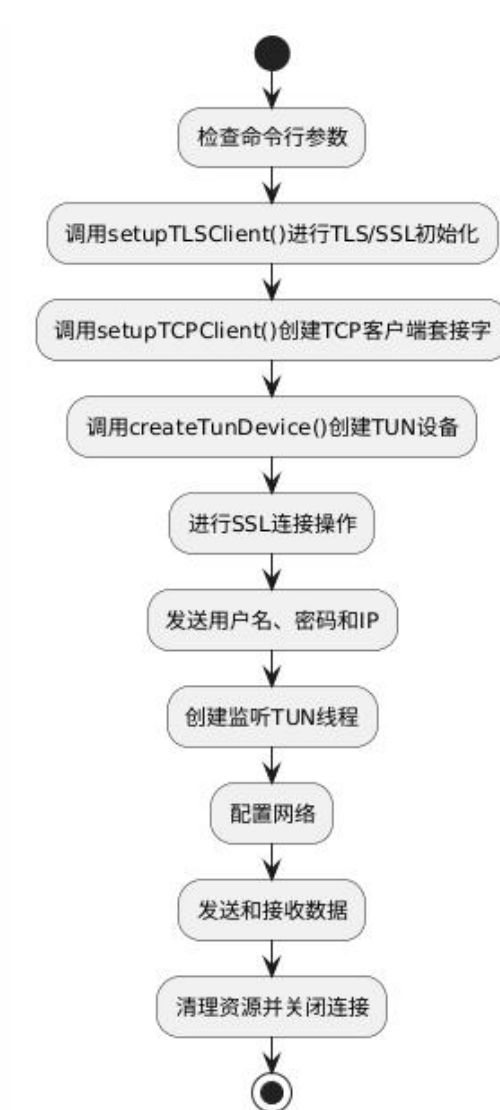 检查命令行参数
调用setupTLSClient()进行TLS/SSL初始化
调用setupTCPClient()创建TCP客户端套接字
调用createTunDevice()创建TUN设备
进行SSL连接操作
发送用户名、密码和IP
创建监听TUN线程
配置网络
发送和接收数据
清理资源并关闭连接